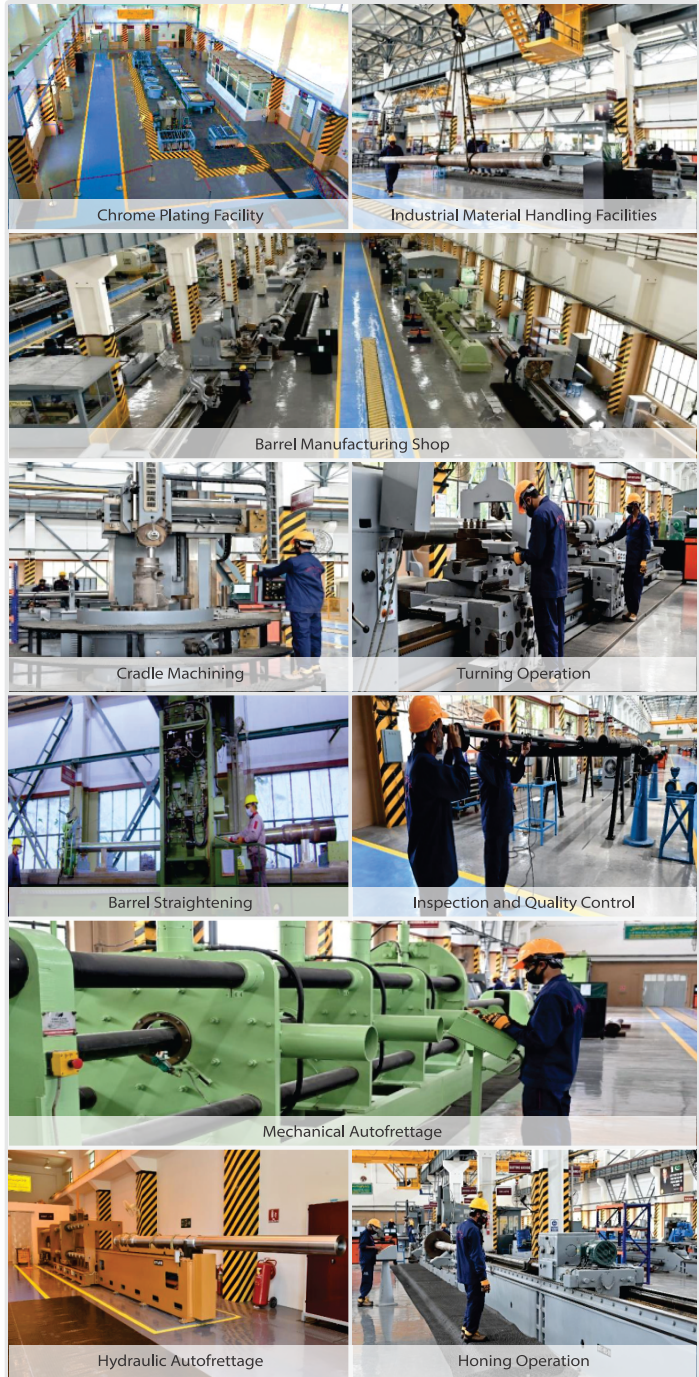 Chrome Plating Facility
Industrial Material Handling Facilities
Barrel Manufacturing Shop
Cradle Machining
Turning Operation
Barrel Straightening
Inspection and Quality Control
Mechanical Autofrettage
Hydraulic Autofrettage
Honing Operation